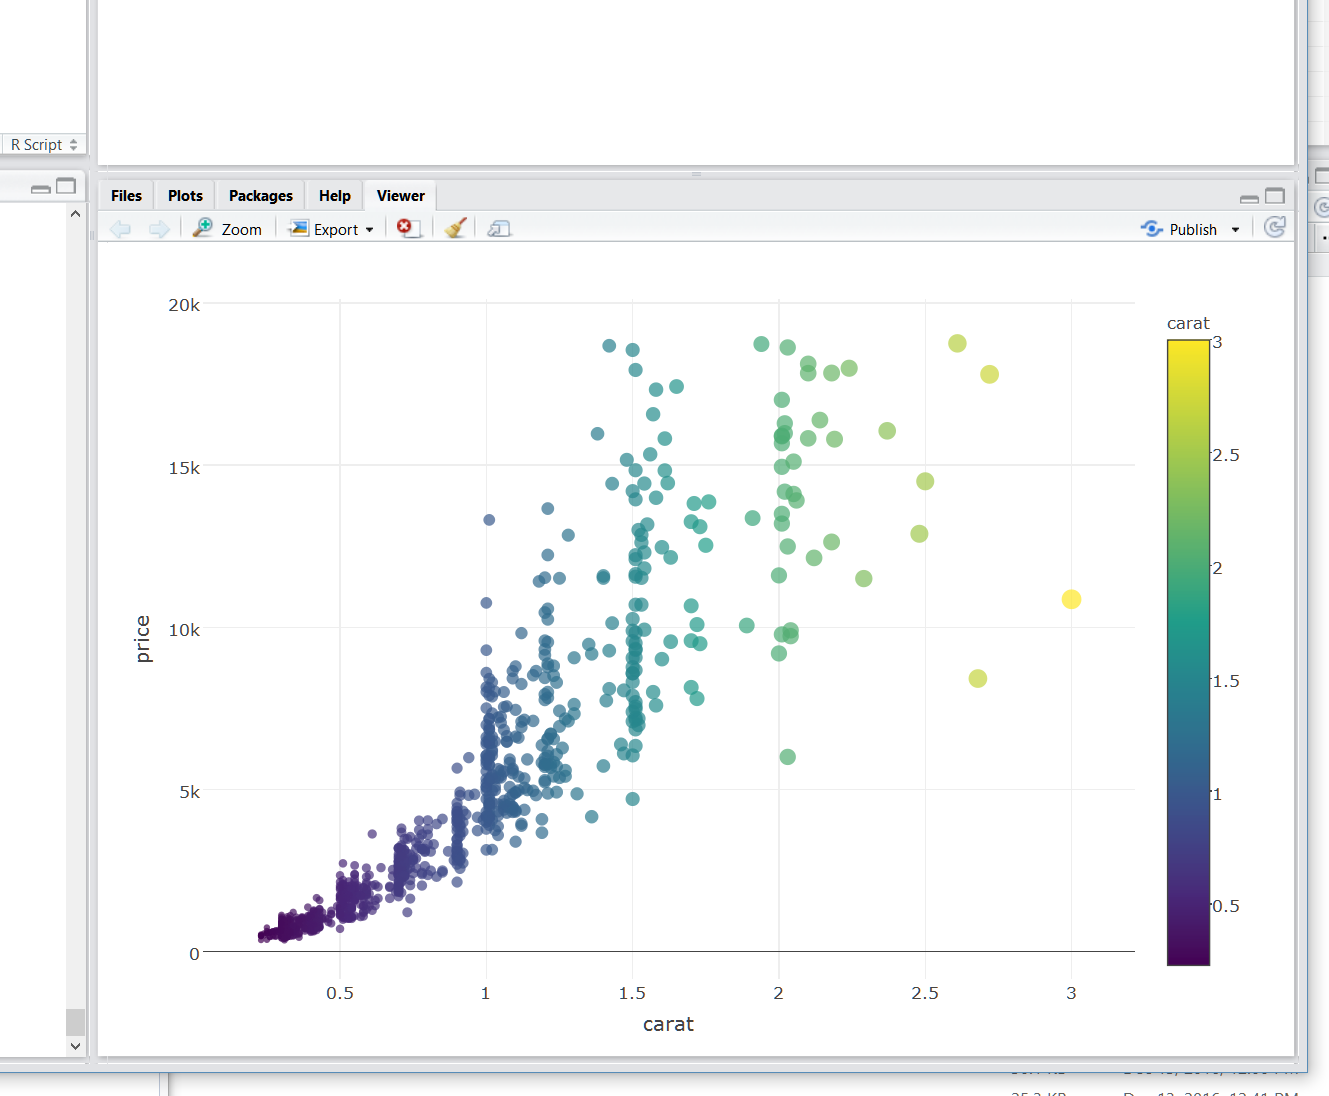 R Script
Files Plots Packages Help Viewer
Zoom Export Publish
carat
20k
15k
10k
5k
0
price
3
2.5
2
1.5
1
0.5
0.5 1 1.5 2 2.5 3
carat